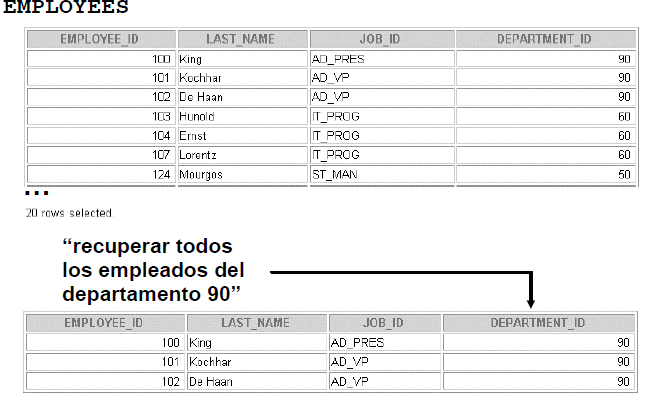 EMPLOYEES
EMPLOYEE_ID LAST_NAME JOB_ID DEPARTMENT_ID
100 King AD_PRES 90
101 Kochhar AD_VP 90
102 De Haan AD_VP 90
103 Hunold IT_PROG 60
104 Ernst IT_PROG 60
107 Lorentz IT_PROG 60
124 Mourgos ST_MAN 50
...
20 rows selected.
“recuperar todos
los empleados del
departamento 90”
EMPLOYEE_ID LAST_NAME JOB_ID DEPARTMENT_ID
100 King AD_PRES 90
101 Kochhar AD_VP 90
102 De Haan AD_VP 90